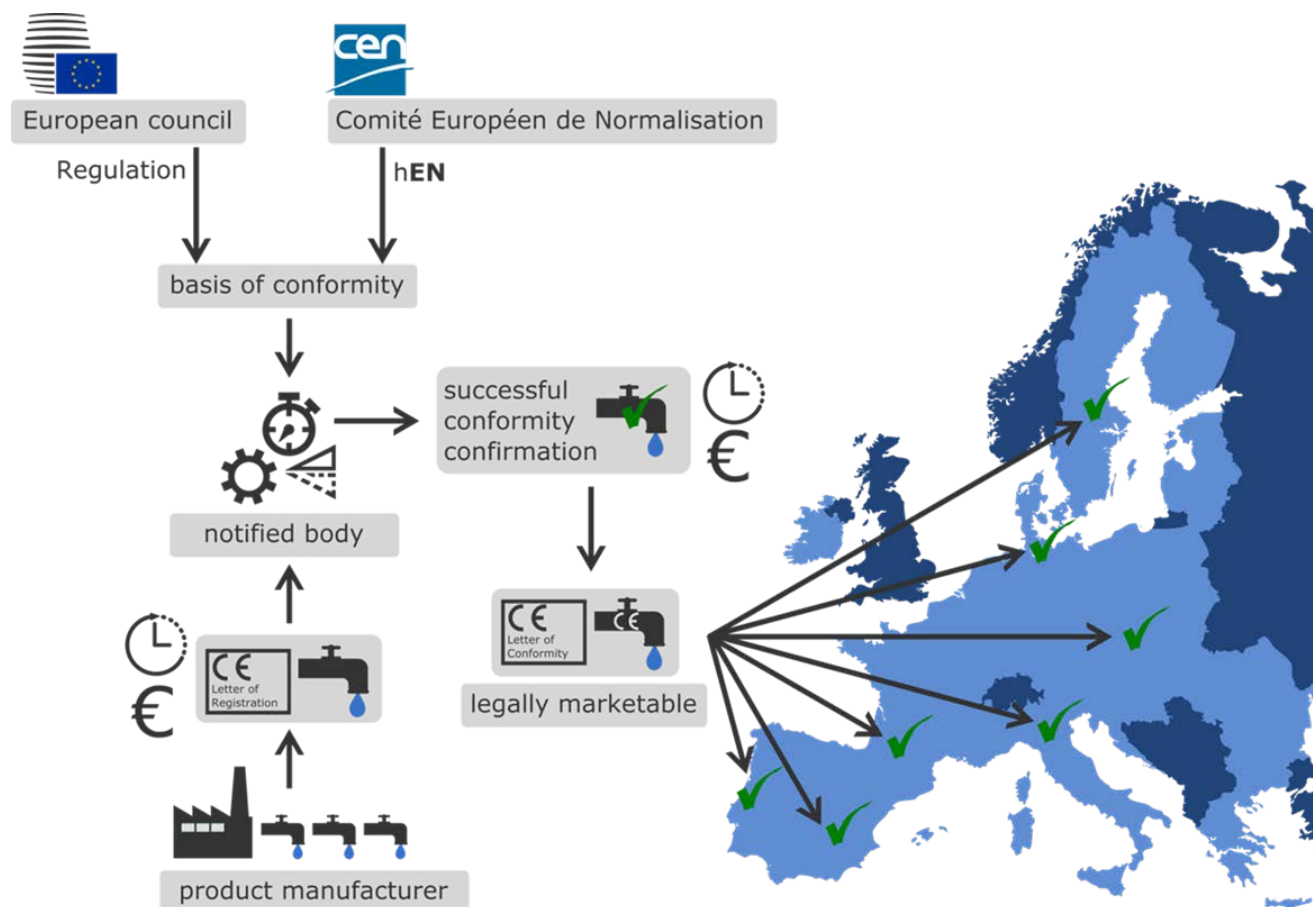 cen
European council
Comité Européen de Normalisation
Regulation
hEN
basis of conformity
successful
conformity
confirmation
€
notified body
CE
Letter of
Conformity
CE
legally marketable
CE
Letter of
Registration
€
product manufacturer